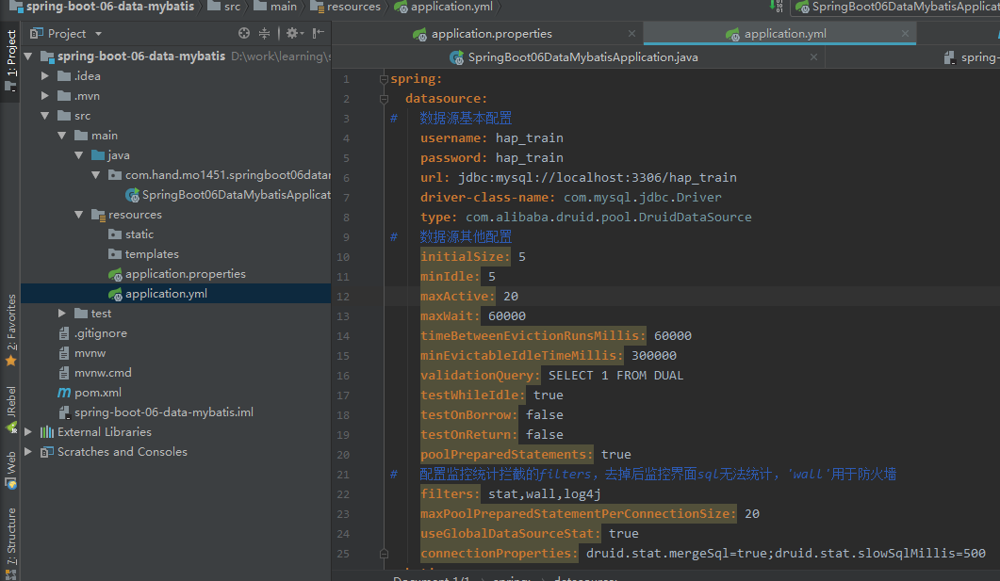 spring-boot-06-data-mybatis src main resources application.yml SpringBoot06DataMybatisApplicat
Project
application.properties application.yml
SpringBoot06DataMybatisApplication.java spring-
1: Project
2: Favorites
JRebel
Web
7: Structure
spring-boot-06-data-mybatis D:\work\learning\s
.idea
.mvn
src
main
java
com.hand.mo1451.springboot06datar
SpringBoot06DataMybatisApplicat
resources
static
templates
application.properties
application.yml
test
.gitignore
mvnw
mvnw.cmd
pom.xml
spring-boot-06-data-mybatis.iml
External Libraries
Scratches and Consoles
1 spring:
2 datasource:
3 # 数据源基本配置
4 username: hap_train
5 password: hap_train
6 url: jdbc:mysql://localhost:3306/hap_train
7 driver-class-name: com.mysql.jdbc.Driver
8 type: com.alibaba.druid.pool.DruidDataSource
9 # 数据源其他配置
10 initialSize: 5
11 minIdle: 5
12 maxActive: 20
13 maxWait: 60000
14 timeBetweenEvictionRunsMillis: 60000
15 minEvictableIdleTimeMillis: 300000
16 validationQuery: SELECT 1 FROM DUAL
17 testWhileIdle: true
18 testOnBorrow: false
19 testOnReturn: false
20 poolPreparedStatements: true
21 # 配置监控统计拦截的filters，去掉后监控界面sql无法统计，'wall'用于防火墙
22 filters: stat,wall,log4j
23 maxPoolPreparedStatementPerConnectionSize: 20
24 useGlobalDataSourceStat: true
25 connectionProperties: druid.stat.mergeSql=true;druid.stat.slowSqlMillis=500
Document 1/1 spring: datasource: